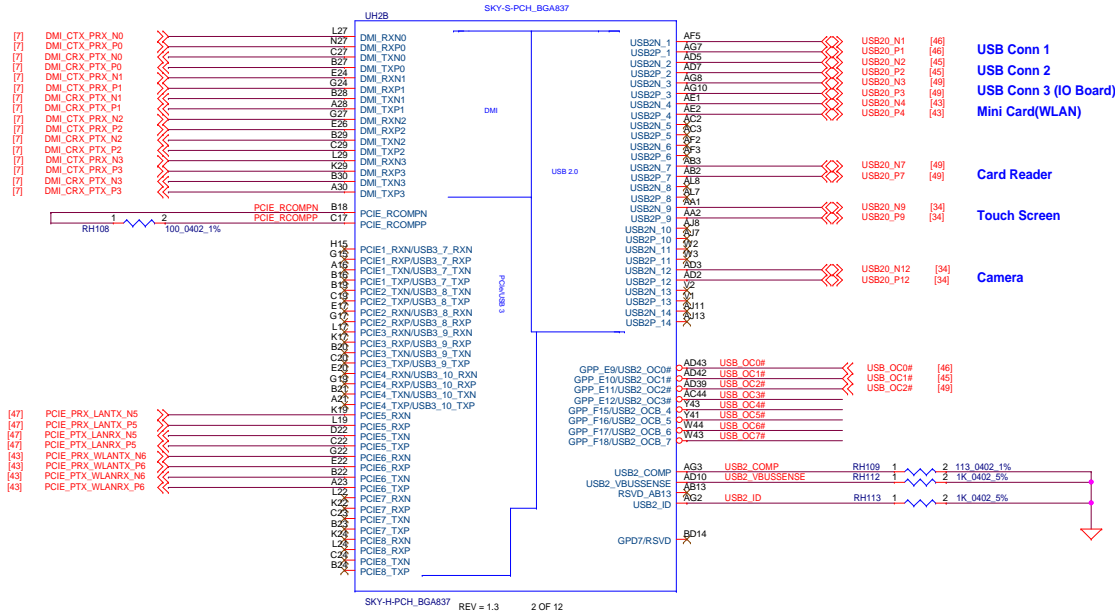 SKY-S-PCH_BGA837
UH2B
[7] DMI_CTX_PRX_N0 L27 DMI_RXN0
[7] DMI_CTX_PRX_P0 N27 DMI_RXP0
[7] DMI_CRX_PTX_N0 C27 DMI_TXN0
[7] DMI_CRX_PTX_P0 B27 DMI_TXP0
[7] DMI_CTX_PRX_N1 E24 DMI_RXN1
[7] DMI_CTX_PRX_P1 G24 DMI_RXP1
[7] DMI_CRX_PTX_N1 B28 DMI_TXN1
[7] DMI_CRX_PTX_P1 A28 DMI_TXP1
[7] DMI_CTX_PRX_N2 G27 DMI_RXN2
[7] DMI_CTX_PRX_P2 E26 DMI_RXP2
[7] DMI_CRX_PTX_N2 B29 DMI_TXN2
[7] DMI_CRX_PTX_P2 C29 DMI_TXP2
[7] DMI_CTX_PRX_N3 L29 DMI_RXN3
[7] DMI_CTX_PRX_P3 K29 DMI_RXP3
[7] DMI_CRX_PTX_N3 B30 DMI_TXN3
[7] DMI_CRX_PTX_P3 A30 DMI_TXP3
PCIE_RCOMPN B18 PCIE_RCOMPN
PCIE_RCOMPP C17 PCIE_RCOMPP
RH108 1 2 100_0402_1%
H15 PCIE1_RXN/USB3_7_RXN
G15 PCIE1_RXP/USB3_7_RXP
A16 PCIE1_TXN/USB3_7_TXN
B16 PCIE1_TXP/USB3_7_TXP
B19 PCIE2_TXN/USB3_8_TXN
C19 PCIE2_TXP/USB3_8_TXP
E17 PCIE2_RXN/USB3_8_RXN
G17 PCIE2_RXP/USB3_8_RXP
L17 PCIE3_RXN/USB3_9_RXN
K17 PCIE3_RXP/USB3_9_RXP
B20 PCIE3_TXN/USB3_9_TXN
C20 PCIE3_TXP/USB3_9_TXP
E20 PCIE4_RXN/USB3_10_RXN
G19 PCIE4_RXP/USB3_10_RXP
B21 PCIE4_TXN/USB3_10_TXN
A21 PCIE4_TXP/USB3_10_TXP
[47] PCIE_PRX_LANTX_N5 K19 PCIE5_RXN
[47] PCIE_PRX_LANTX_P5 L19 PCIE5_RXP
[47] PCIE_PTX_LANRX_N5 D22 PCIE5_TXN
[47] PCIE_PTX_LANRX_P5 C22 PCIE5_TXP
[43] PCIE_PRX_WLANTX_N6 G22 PCIE6_RXN
[43] PCIE_PRX_WLANTX_P6 E22 PCIE6_RXP
[43] PCIE_PTX_WLANRX_N6 B22 PCIE6_TXN
[43] PCIE_PTX_WLANRX_P6 A23 PCIE6_TXP
L22 PCIE7_RXN
K22 PCIE7_RXP
C23 PCIE7_TXN
B23 PCIE7_TXP
K24 PCIE8_RXN
L24 PCIE8_RXP
C24 PCIE8_TXN
B24 PCIE8_TXP
DMI
USB 2.0
PCIe/USB 3
USB2N_1 AF5 USB20_N1 [46]
USB2P_1 AG7 USB20_P1 [46]
USB Conn 1
USB2N_2 AD5 USB20_N2 [45]
USB2P_2 AD7 USB20_P2 [45]
USB Conn 2
USB2N_3 AG8 USB20_N3 [49]
USB2P_3 AG10 USB20_P3 [49]
USB Conn 3 (IO Board)
USB2N_4 AE1 USB20_N4 [43]
USB2P_4 AE2 USB20_P4 [43]
Mini Card(WLAN)
USB2N_5 AC2
USB2P_5 AC3
USB2N_6 AF2
USB2P_6 AF3
USB2N_7 AB3 USB20_N7 [49]
USB2P_7 AB2 USB20_P7 [49]
Card Reader
USB2N_8 AL8
USB2P_8 AL7
USB2N_9 AA1 USB20_N9 [34]
USB2P_9 AA2 USB20_P9 [34]
Touch Screen
USB2N_10 AJ8
USB2P_10 AJ7
USB2N_11 W2
USB2P_11 W3
USB2N_12 AD3 USB20_N12 [34]
USB2P_12 AD2 USB20_P12 [34]
Camera
USB2N_13 V2
USB2P_13 V1
USB2N_14 AJ11
USB2P_14 AJ13
GPP_E9/USB2_OC0# AD43 USB_OC0# USB_OC0# [46]
GPP_E10/USB2_OC1# AD42 USB_OC1# USB_OC1# [45]
GPP_E11/USB2_OC2# AD39 USB_OC2# USB_OC2# [49]
GPP_E12/USB2_OC3# AC44 USB_OC3#
GPP_F15/USB2_OCB_4 Y43 USB_OC4#
GPP_F16/USB2_OCB_5 Y41 USB_OC5#
GPP_F17/USB2_OCB_6 W44 USB_OC6#
GPP_F18/USB2_OCB_7 W43 USB_OC7#
USB2_COMP AG3 USB2_COMP RH109 1 2 113_0402_1%
USB2_VBUSSENSE AD10 USB2_VBUSSENSE RH112 1 2 1K_0402_5%
RSVD_AB13 AB13
USB2_ID AG2 USB2_ID RH113 1 2 1K_0402_5%
GPD7/RSVD BD14
SKY-H-PCH_BGA837
REV = 1.3 2 OF 12